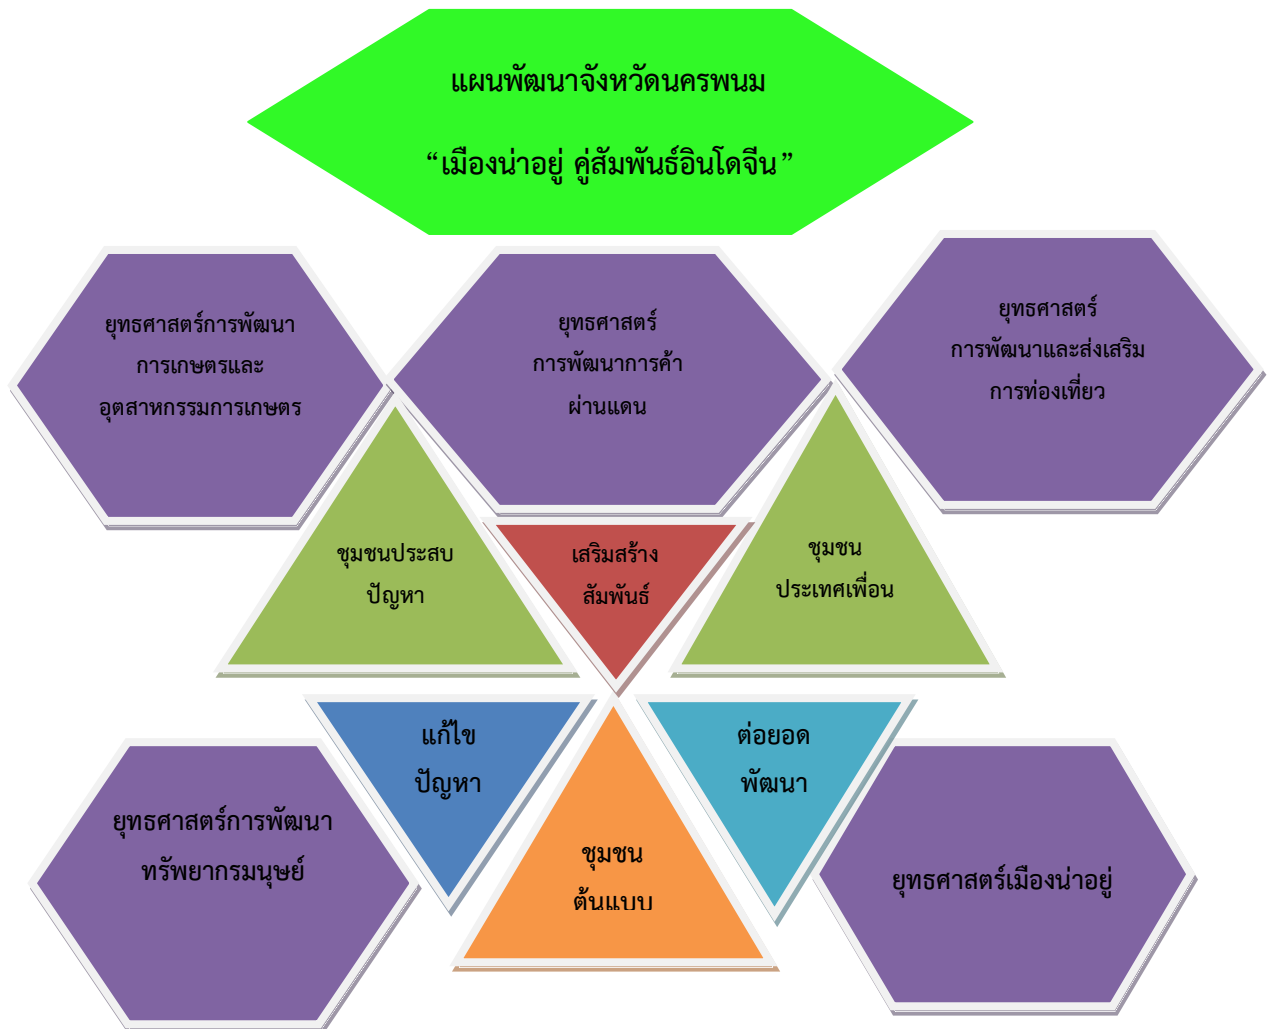 แผนพัฒนาจังหวัดนครพนม
“เมืองน่าอยู่ คู่สัมพันธ์อินโดจีน”
ยุทธศาสตร์การพัฒนา
การเกษตรและ
อุตสาหกรรมการเกษตร
ยุทธศาสตร์
การพัฒนาการค้า
ผ่านแดน
ยุทธศาสตร์
การพัฒนาและส่งเสริม
การท่องเที่ยว
ชุมชนประสบ
ปัญหา
เสริมสร้าง
สัมพันธ์
ชุมชน
ประเทศเพื่อน
แก้ไข
ปัญหา
ต่อยอด
พัฒนา
ยุทธศาสตร์การพัฒนา
ทรัพยากรมนุษย์
ชุมชน
ต้นแบบ
ยุทธศาสตร์เมืองน่าอยู่